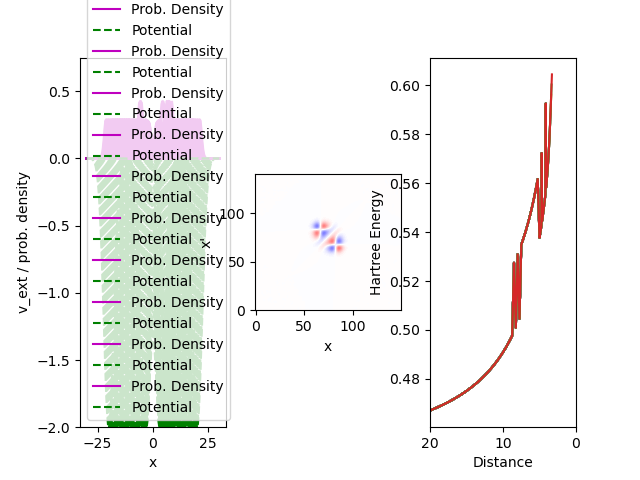 Prob. Density
Potential
Prob. Density
Potential
Prob. Density
Potential
Prob. Density
Potential
Prob. Density
Potential
Prob. Density
Potential
Prob. Density
Potential
Prob. Density
Potential
Prob. Density
Potential
Prob. Density
Potential
0.5
0.0
−0.5
−1.0
−1.5
−2.0
−25
0
25
x
v_ext / prob. density
100
50
0
0
50
100
x
x'
0.60
0.58
0.56
0.54
0.52
0.50
0.48
20
10
0
Distance
Hartree Energy